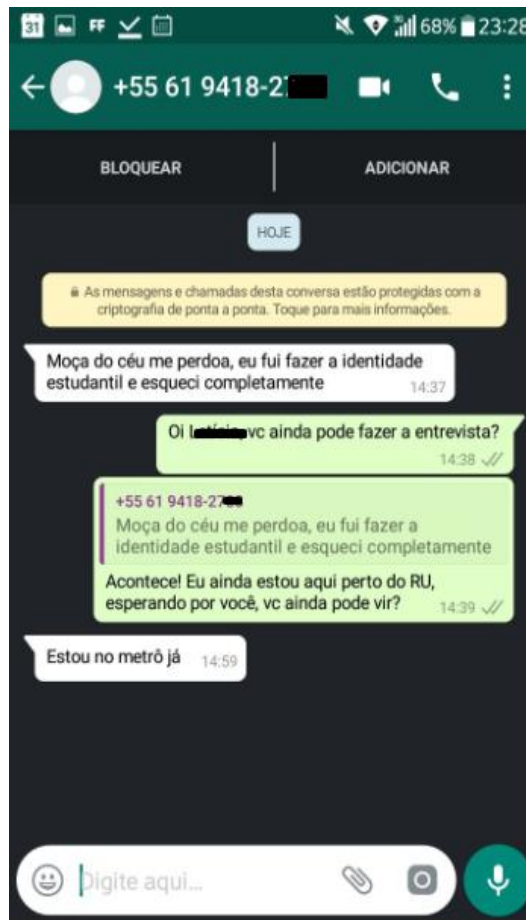 31 FF 68% 23:28
+55 61 9418-2
BLOQUEAR ADICIONAR
HOJE
As mensagens e chamadas desta conversa estão protegidas com a
criptografia de ponta a ponta. Toque para mais informações.
Moça do céu me perdoa, eu fui fazer a identidade
estudantil e esqueci completamente 14:37
Oi vc ainda pode fazer a entrevista?
14:38
+55 61 9418-27
Moça do céu me perdoa, eu fui fazer a
identidade estudantil e esqueci completamente
Acontece! Eu ainda estou aqui perto do RU,
esperando por você, vc ainda pode vir? 14:39
Estou no metrô já 14:59
Digite aqui...